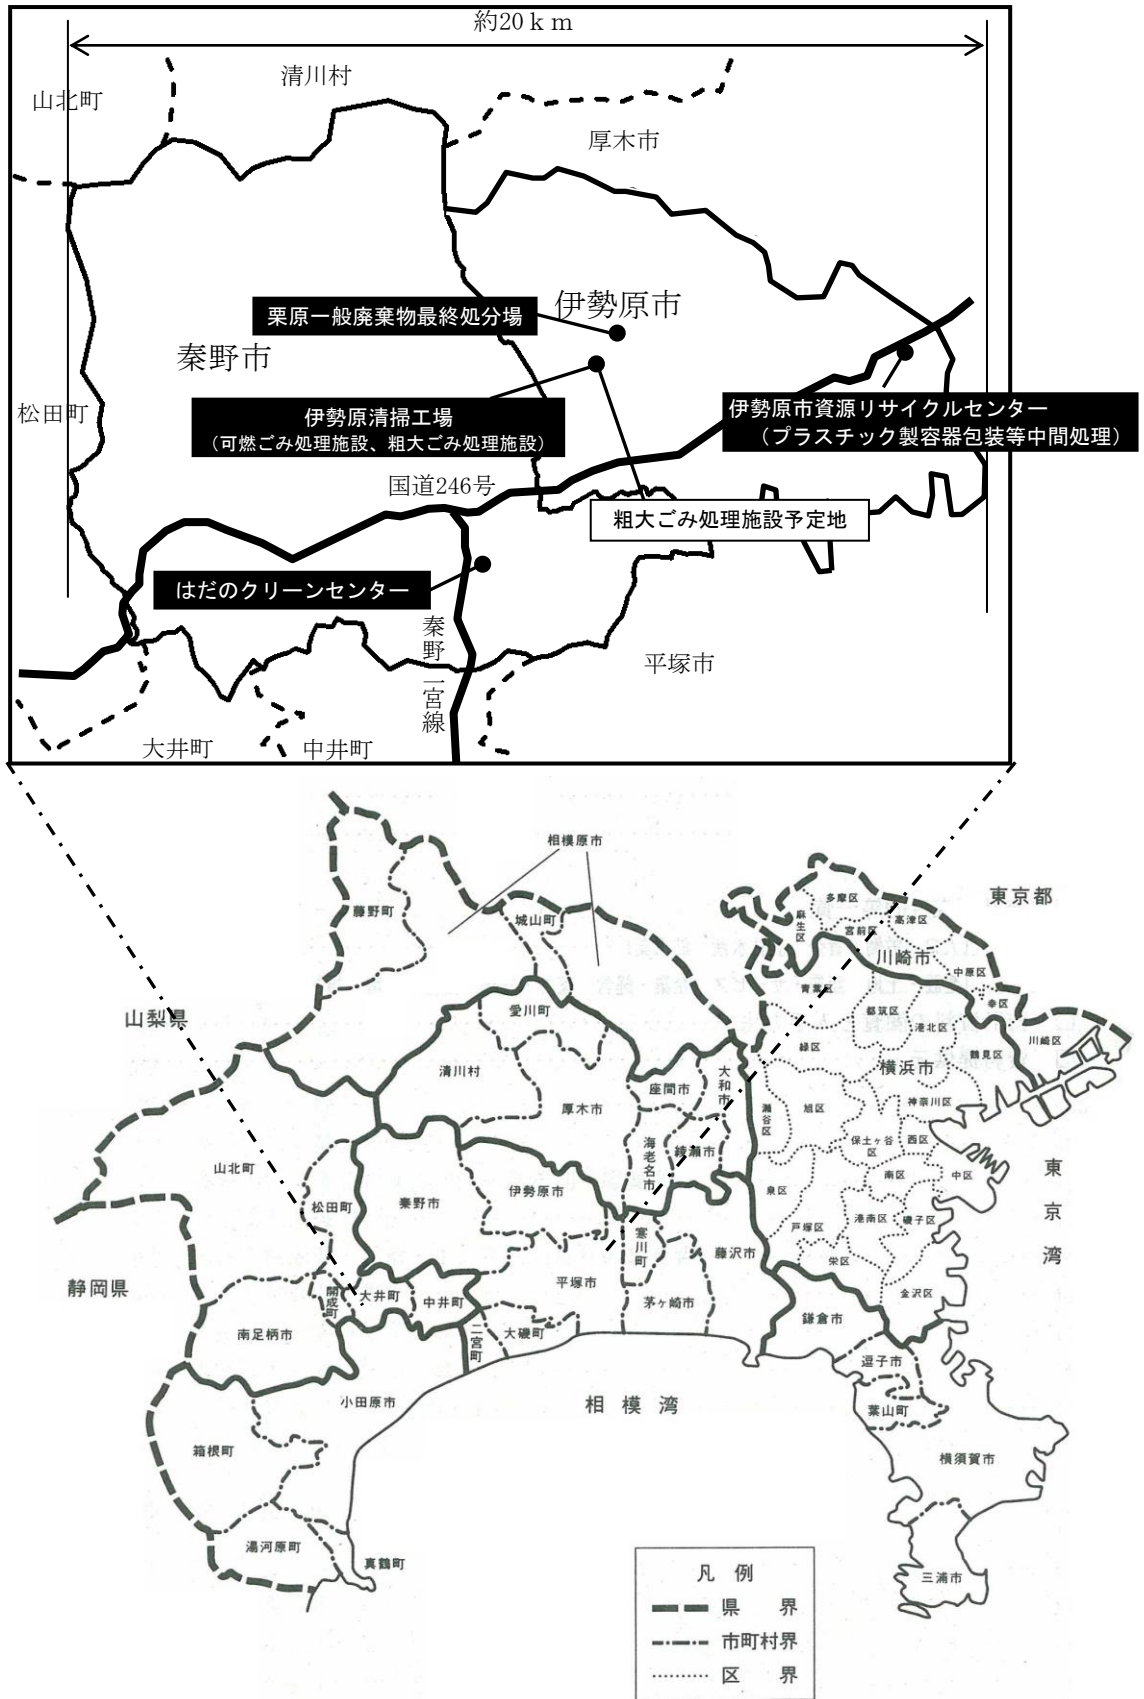 約20ｋｍ
清川村
山北町
厚木市
伊勢原市
栗原一般廃棄物最終処分場
秦野市
松田町
伊勢原清掃工場
（可燃ごみ処理施設、粗大ごみ処理施設）
伊勢原市資源リサイクルセンター
（プラスチック製容器包装等中間処理）
国道246号
粗大ごみ処理施設予定地
はだのクリーンセンター
秦野二宮線
平塚市
大井町
中井町
相模原市
東京都
藤野町
城山町
多摩区
麻生区
宮前区
高津区
川崎市
中原区
幸区
青葉区
都筑区
港北区
川崎区
鶴見区
山梨県
愛川町
緑区
横浜市
清川村
座間市
大和市
厚木市
瀬谷区
旭区
神奈川区
保土ヶ谷区
西区
海老名市
綾瀬市
山北町
松田町
秦野市
伊勢原市
泉区
南区
中区
東京湾
戸塚区
港南区
磯子区
寒川町
藤沢市
栄区
静岡県
開成町
大井町
中井町
平塚市
茅ヶ崎市
金沢区
南足柄市
二宮町
大磯町
鎌倉市
逗子市
小田原市
相模湾
葉山町
箱根町
横須賀市
湯河原町
真鶴町
三浦市
凡例
県界
市町村界
区界